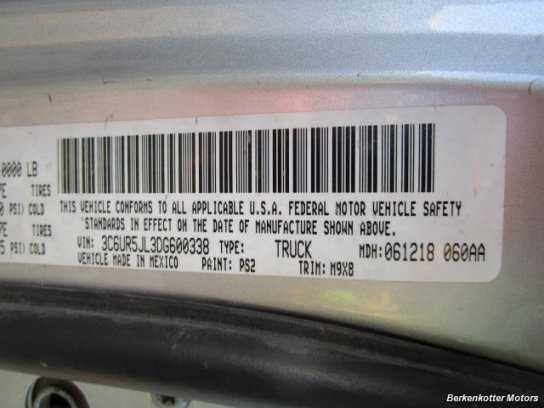 0000 LB
TIRES
PSI) COLD
TIRES
PSI) COLD
THIS VEHICLE CONFORMS TO ALL APPLICABLE U.S.A. FEDERAL MOTOR VEHICLE SAFETY
STANDARDS IN EFFECT ON THE DATE OF MANUFACTURE SHOWN ABOVE.
VIN: 3C6UR5JL3DG600338 TYPE: TRUCK MDH: 061218 060AA
VEHICLE MADE IN MEXICO PAINT: PS2 TRIM: M9X8
Berkenkotter Motors